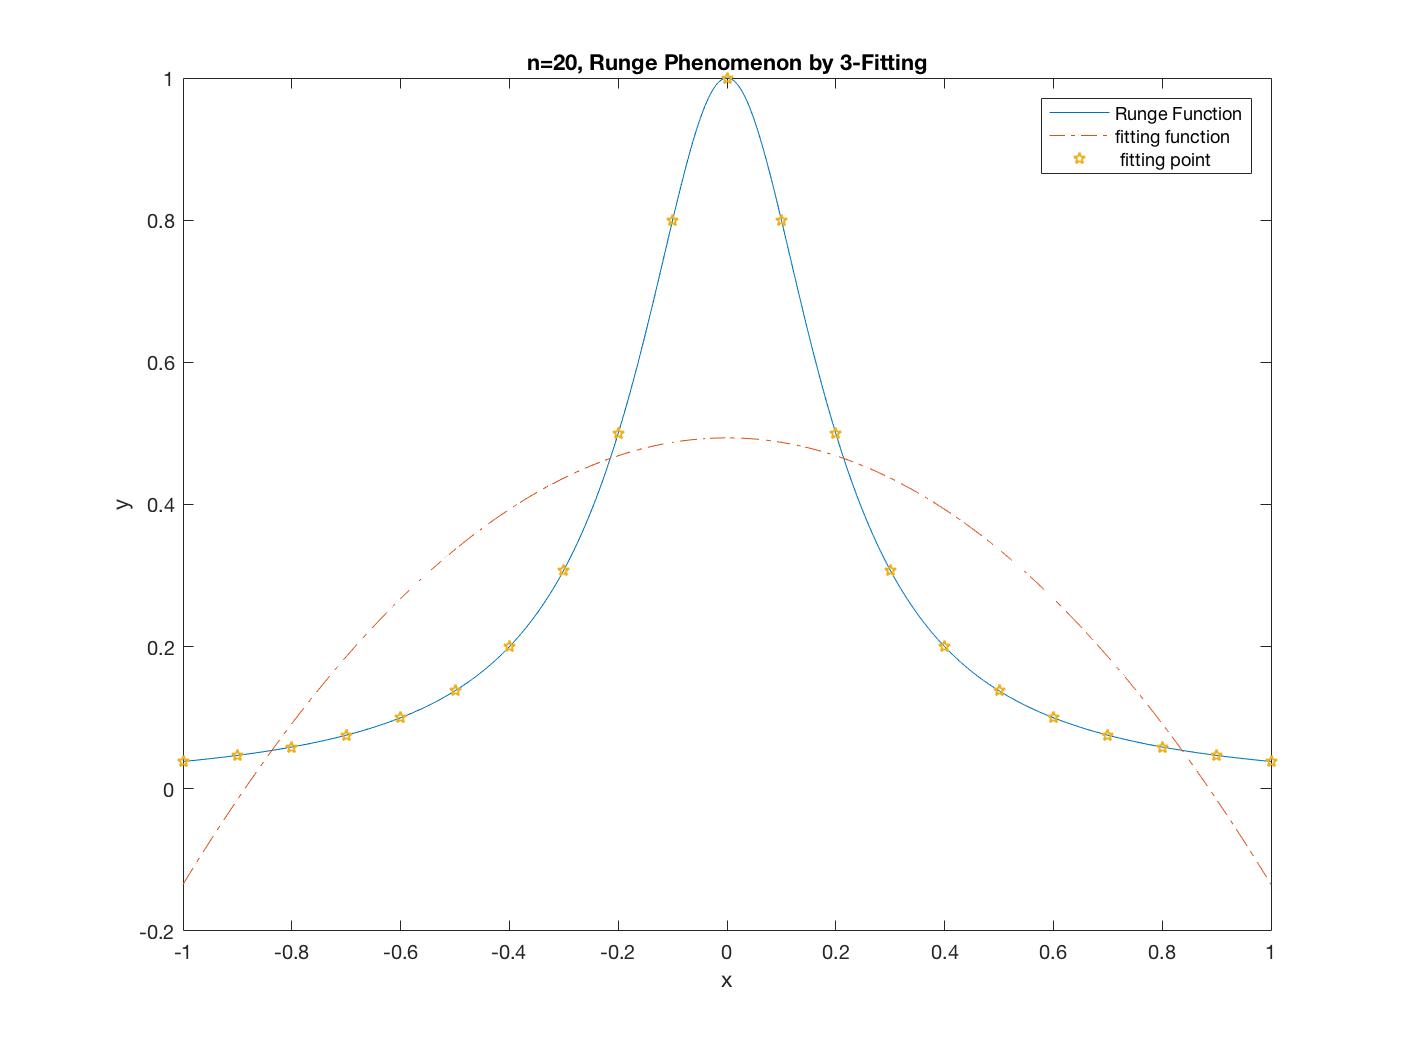 n=20, Runge Phenomenon by 3-Fitting
Runge Function
fitting function
fitting point
1
0.8
0.6
0.4
0.2
0
-0.2
y
-1 -0.8 -0.6 -0.4 -0.2 0 0.2 0.4 0.6 0.8 1
x